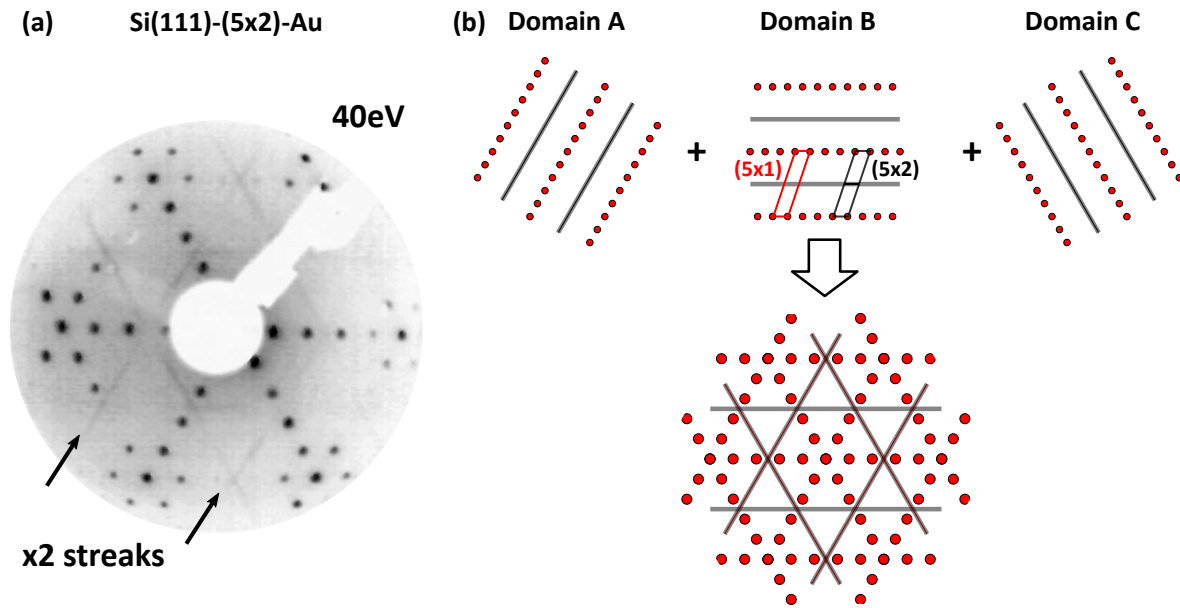 (a) Si(111)-(5x2)-Au
40eV
x2 streaks
(b) Domain A Domain B Domain C
+ +
(5x1) (5x2)